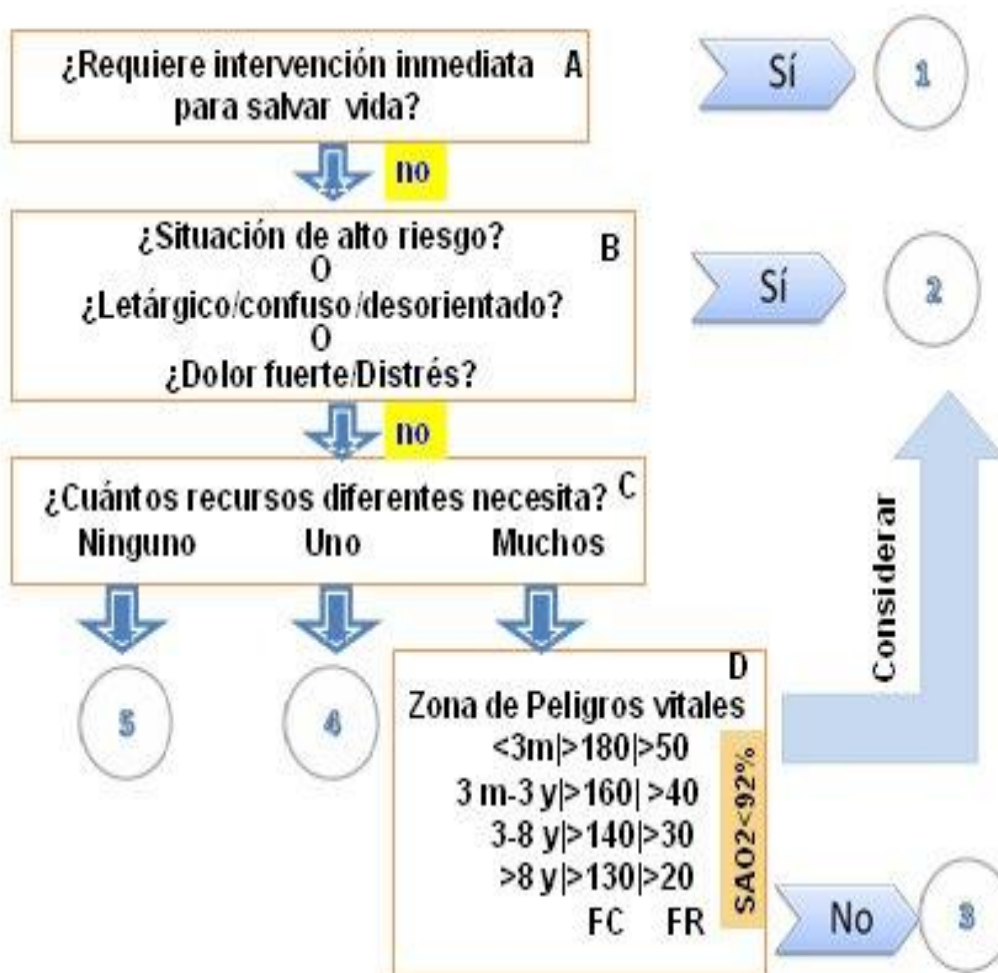 ¿Requiere intervención inmediata A
para salvar vida?
Sí
1
no
¿Situación de alto riesgo? B
O
¿Letárgico/confuso/desorientado?
O
¿Dolor fuerte/Distrés?
Sí
2
no
¿Cuántos recursos diferentes necesita? C
Ninguno Uno Muchos
5
4
D
Zona de Peligros vitales
<3m|>180|>50
3 m-3 y|>160| >40
3-8 y|>140|>30
>8 y|>130|>20
FC FR
SAO2<92%
Considerar
No
3